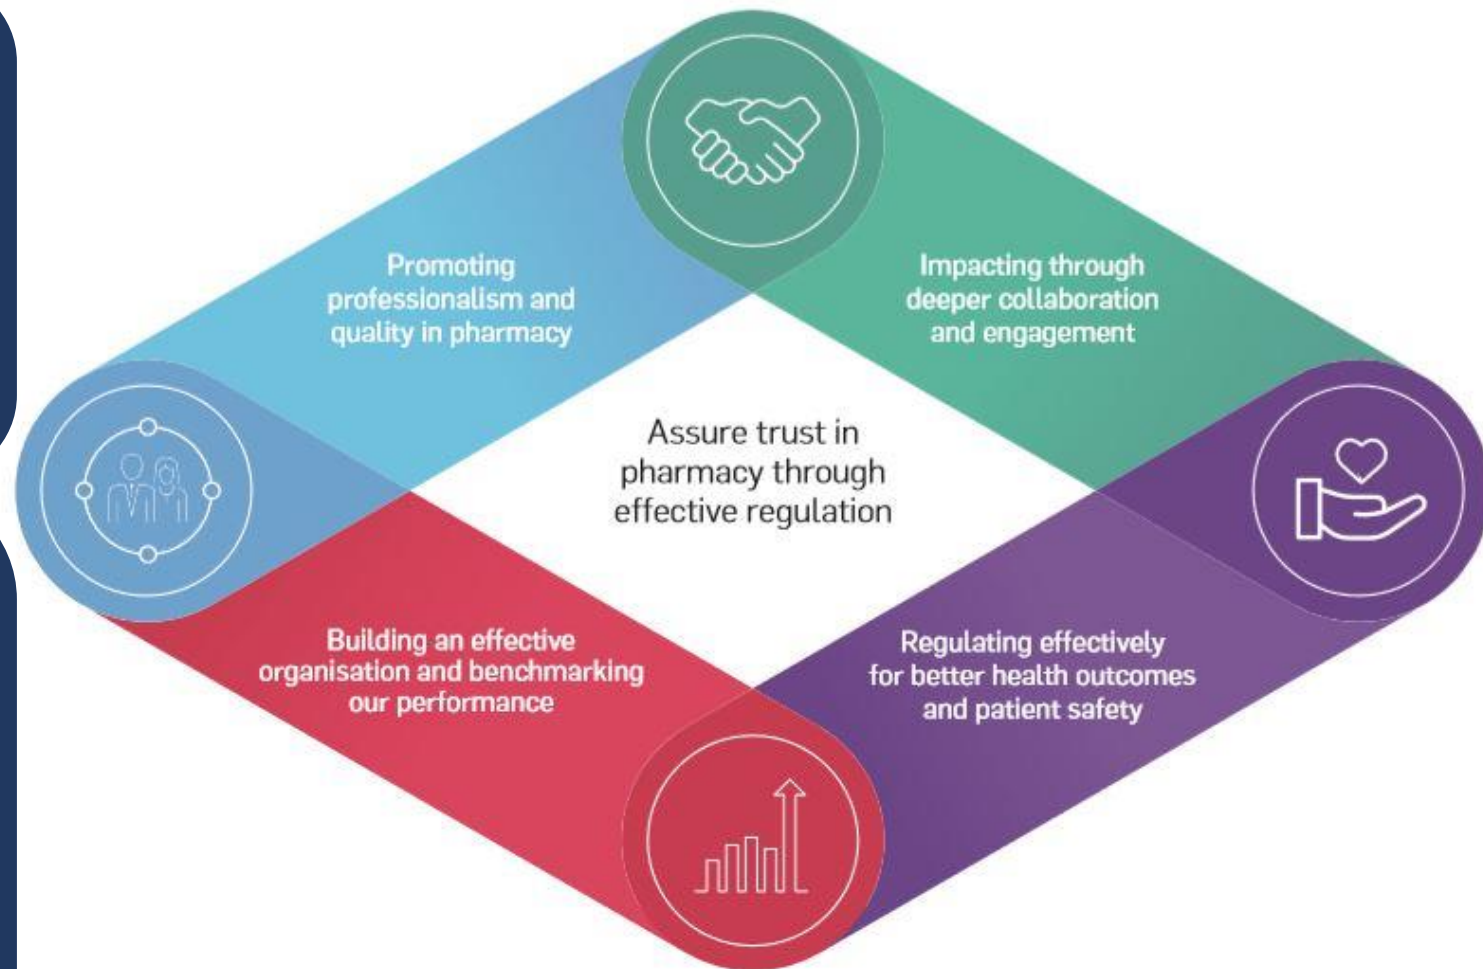 Promoting
professionalism and
quality in pharmacy
Impacting through
deeper collaboration
and engagement
Assure trust in
pharmacy through
effective regulation
Building an effective
organisation and benchmarking
our performance
Regulating effectively
for better health outcomes
and patient safety